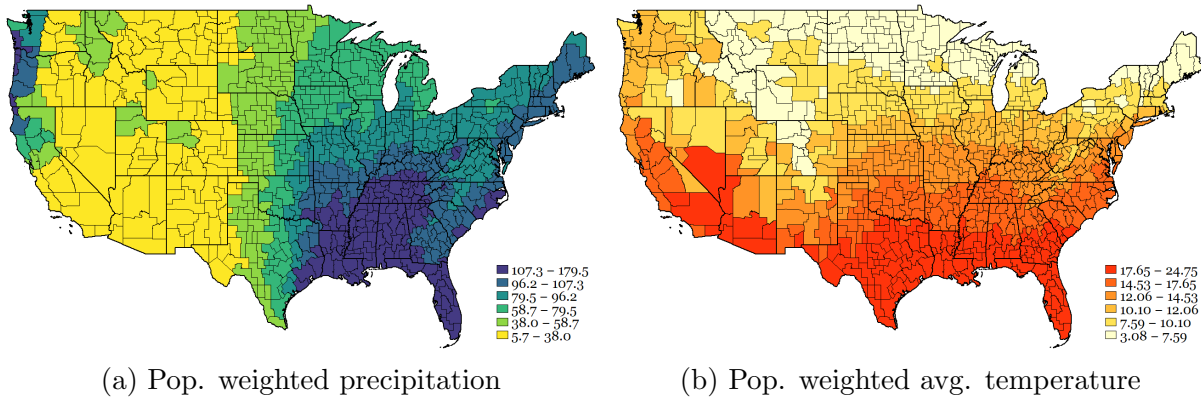 107.3 – 179.5
96.2 – 107.3
79.5 – 96.2
58.7 – 79.5
38.0 – 58.7
5.7 – 38.0
(a) Pop. weighted precipitation
17.65 – 24.75
14.53 – 17.65
12.06 – 14.53
10.10 – 12.06
7.59 – 10.10
3.08 – 7.59
(b) Pop. weighted avg. temperature